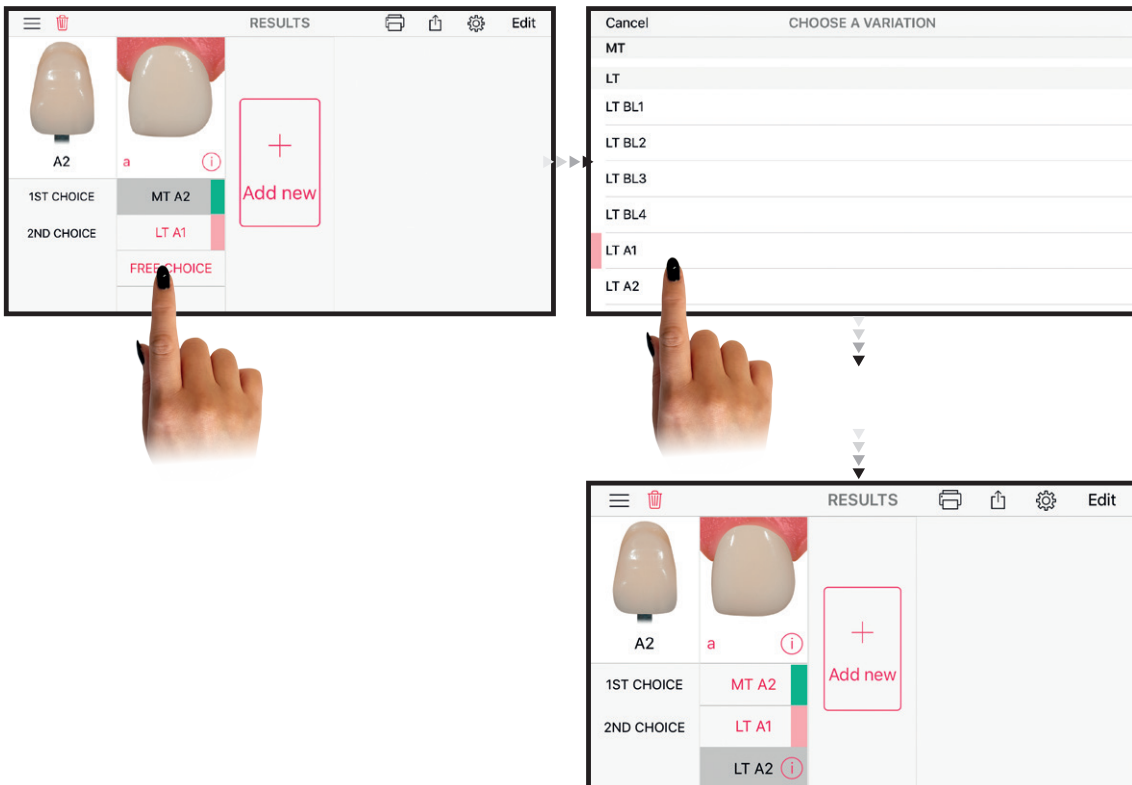 RESULTS Edit
A2
a
1ST CHOICE MT A2
2ND CHOICE LT A1
FREE CHOICE
+
Add new
Cancel CHOOSE A VARIATION
MT
LT
LT BL1
LT BL2
LT BL3
LT BL4
LT A1
LT A2
RESULTS Edit
A2
a
1ST CHOICE MT A2
2ND CHOICE LT A1
LT A2
+
Add new